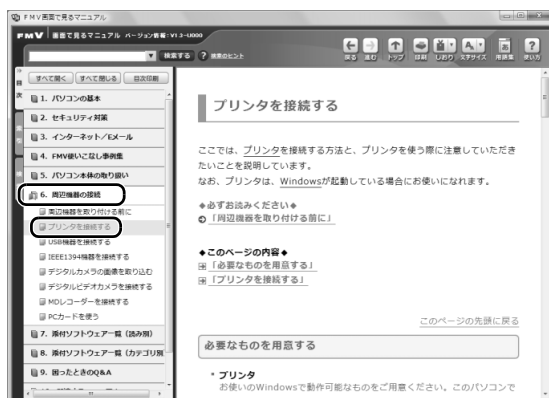 FMV画面で見るマニュアル
FMV 画面で見るマニュアル バージョン情報:V1.3-U000
検索する ? 検索のヒント
戻る 進む トップ 印刷 しおり 文字サイズ 用語集 使い方
目次
すべて開く すべて閉じる 目次印刷
1. パソコンの基本
2. セキュリティ対策
3. インターネット/Eメール
4. FMV使いこなし事例集
5. パソコン本体の取り扱い
6. 周辺機器の接続
周辺機器を取り付ける前に
プリンタを接続する
USB機器を接続する
IEEE1394機器を接続する
デジタルカメラの画像を取り込む
デジタルビデオカメラを接続する
MDレコーダーを接続する
PCカードを使う
7. 添付ソフトウェア一覧(読み別)
8. 添付ソフトウェア一覧(カテゴリ別
9. 困ったときのQ&A
プリンタを接続する
ここでは、プリンタを接続する方法と、プリンタを使う際に注意していただき
たいことを説明しています。
なお、プリンタは、Windowsが起動している場合にお使いになれます。
◆必ずお読みください◆
「周辺機器を取り付ける前に」
◆このページの内容◆
「必要なものを用意する」
「プリンタを接続する」
このページの先頭に戻る
必要なものを用意する
・プリンタ
お使いのWindowsで動作可能なものをご用意ください。このパソコンで